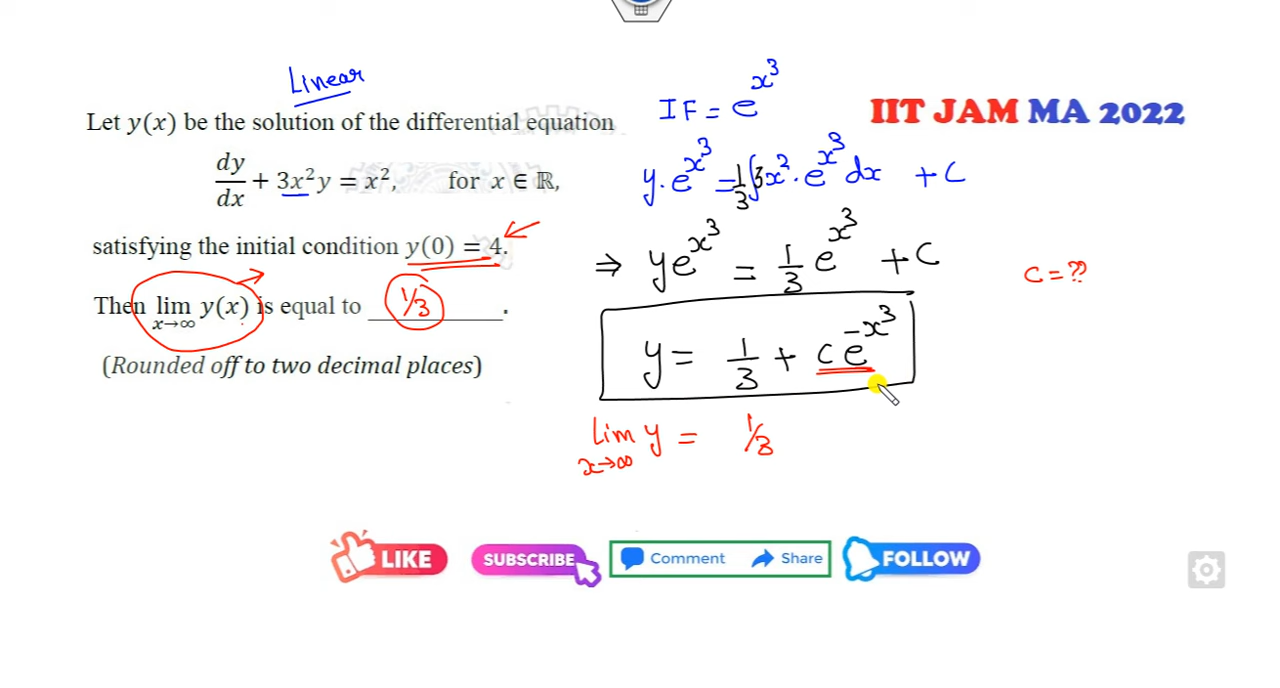 Linear
Let y(x) be the solution of the differential equation
dy/dx + 3x²y = x², for x ∈ ℝ,
satisfying the initial condition y(0) = 4.
Then lim x→∞ y(x) is equal to 1/3 .
(Rounded off to two decimal places)
IF = e^x³
IIT JAM MA 2022
y·e^x³ = 1/3 ∫3x²·e^x³ dx + C
⇒ ye^x³ = 1/3 e^x³ + C
C = ??
y = 1/3 + ce^-x³
lim x→∞ y = 1/3
LIKE
SUBSCRIBE
Comment
Share
FOLLOW